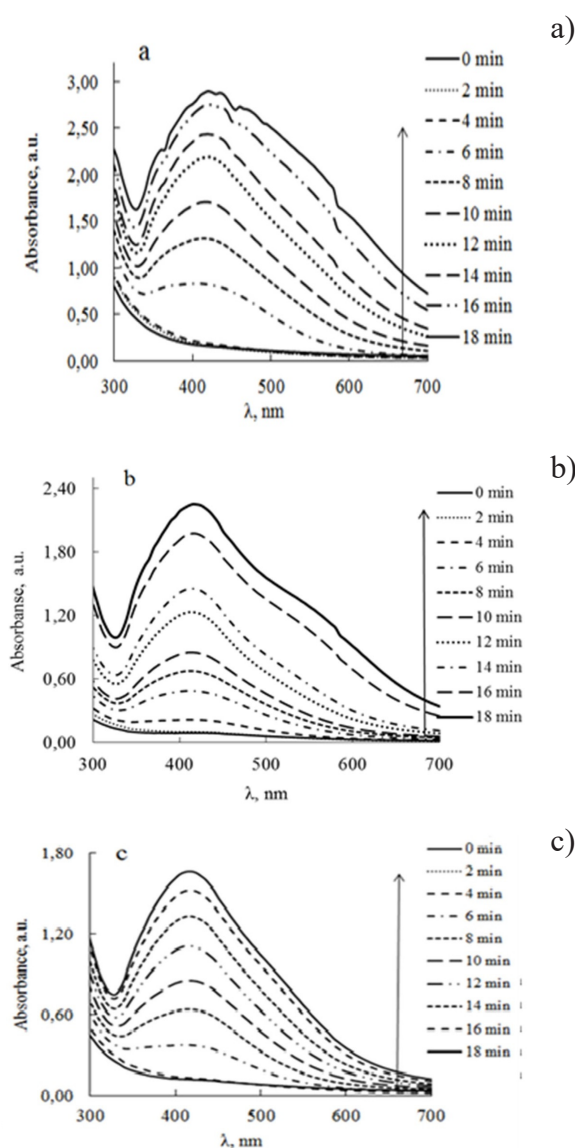 a)
a
Absorbance, a.u.
3,00
2,50
2,00
1,50
1,00
0,50
0,00
300 400 500 600 700
λ, nm
0 min
2 min
4 min
6 min
8 min
10 min
12 min
14 min
16 min
18 min
b)
b
Absorbanse, a.u.
2,40
1,80
1,20
0,60
0,00
300 400 500 600 700
λ, nm
0 min
2 min
4 min
6 min
8 min
10 min
12 min
14 min
16 min
18 min
c)
c
Absorbance, a.u.
1,80
1,20
0,60
0,00
300 400 500 600 700
λ, nm
0 min
2 min
4 min
6 min
8 min
10 min
12 min
14 min
16 min
18 min